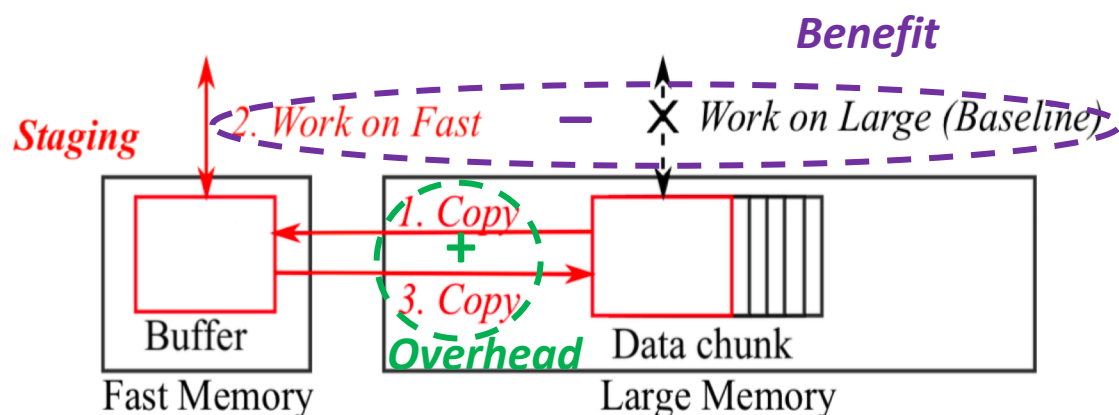 Benefit
Staging
2. Work on Fast
−
X
Work on Large (Baseline)
1. Copy
+
3. Copy
Overhead
Buffer
Data chunk
Fast Memory
Large Memory